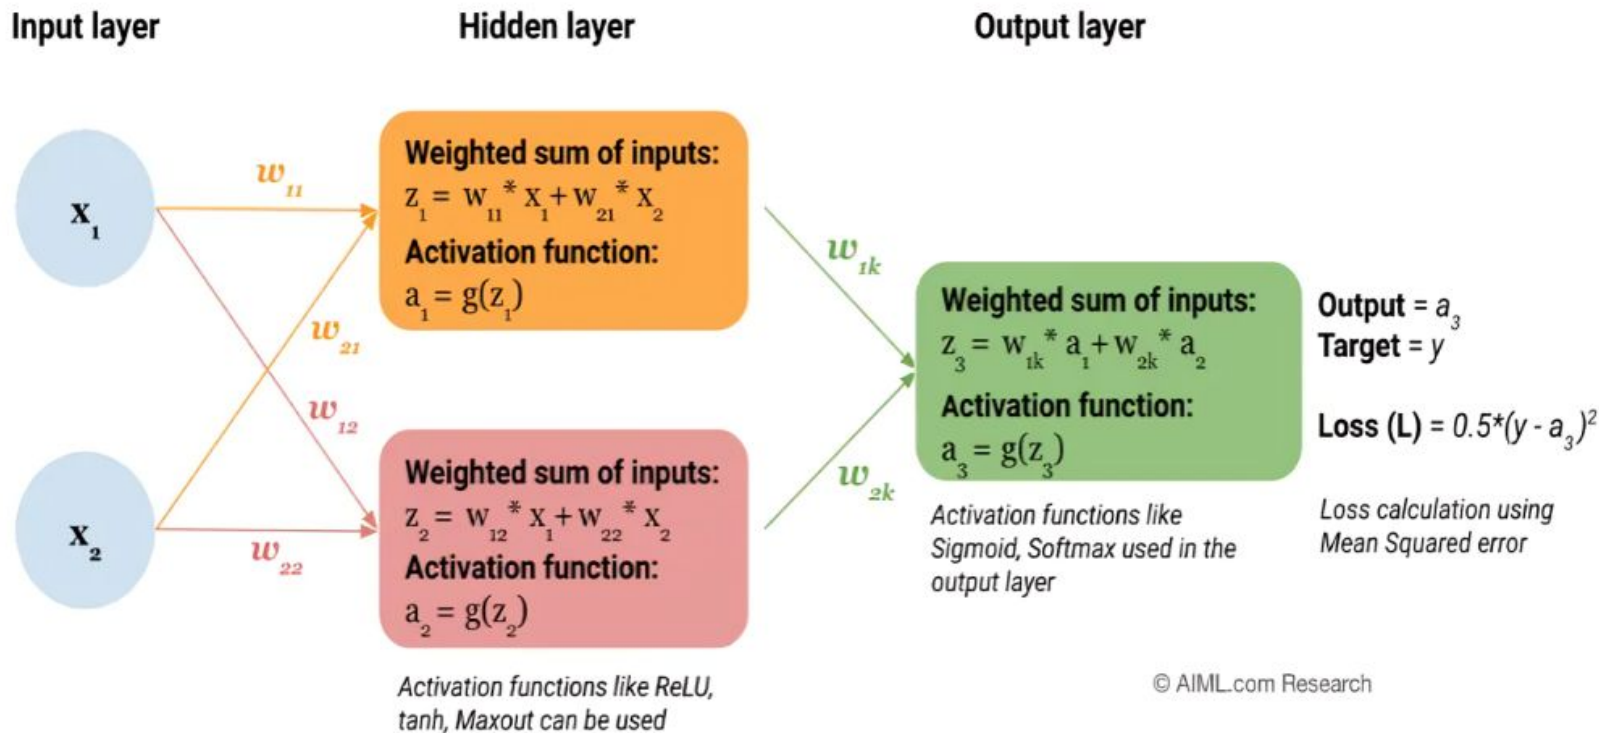 Input layer
Hidden layer
Output layer
x₁
x₂
w₁₁
w₂₁
w₁₂
w₂₂
Weighted sum of inputs:
z₁ = w₁₁* x₁+w₂₁* x₂
Activation function:
a₁ = g(z₁)
Weighted sum of inputs:
z₂ = w₁₂* x₁+w₂₂* x₂
Activation function:
a₂ = g(z₂)
Activation functions like ReLU,
tanh, Maxout can be used
w₁ₖ
w₂ₖ
Weighted sum of inputs:
z₃ = w₁ₖ* a₁+w₂ₖ* a₂
Activation function:
a₃ = g(z₃)
Activation functions like
Sigmoid, Softmax used in the
output layer
Output = a₃
Target = y
Loss (L) = 0.5*(y - a₃)²
Loss calculation using
Mean Squared error
© AIML.com Research